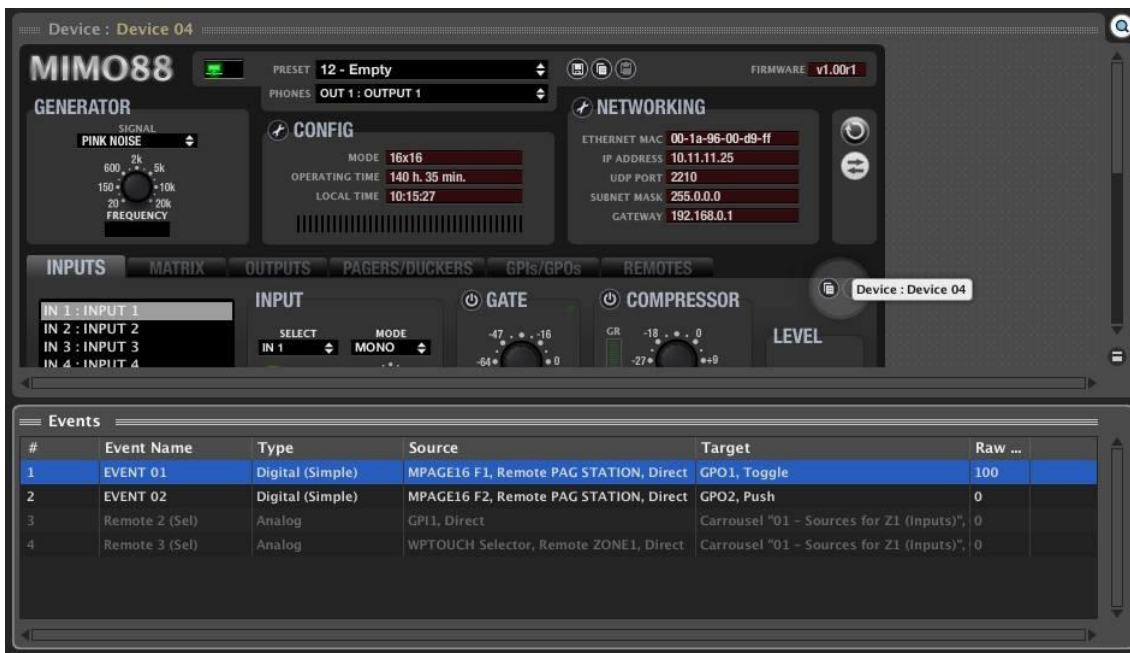 Device : Device 04
MIMO88
PRESET 12 - Empty
FIRMWARE v1.00r1
PHONES OUT 1 : OUTPUT 1
GENERATOR
SIGNAL
PINK NOISE
2k
600 5k
150 10k
20 20k
FREQUENCY
CONFIG
MODE 16x16
OPERATING TIME 140 h. 35 min.
LOCAL TIME 10:15:27
NETWORKING
ETHERNET MAC 00-1a-96-00-d9-ff
IP ADDRESS 10.11.11.25
UDP PORT 2210
SUBNET MASK 255.0.0.0
GATEWAY 192.168.0.1
INPUTS MATRIX OUTPUTS PAGERS/DUCKERS GPIs/GPOs REMOTES
Device : Device 04
IN 1 : INPUT 1
IN 2 : INPUT 2
IN 3 : INPUT 3
IN 4 : INPUT 4
INPUT
SELECT MODE
IN 1 MONO
GATE
-47 -16
-64 0
COMPRESSOR
GR -18 0
-27 +9
LEVEL
Events
# Event Name Type Source Target Raw ...
1 EVENT 01 Digital (Simple) MPAGE16 F1, Remote PAG STATION, Direct GPO1, Toggle 100
2 EVENT 02 Digital (Simple) MPAGE16 F2, Remote PAG STATION, Direct GPO2, Push 0
3 Remote 2 (Sel) Analog GPI1, Direct Carrousel "01 - Sources for Z1 (Inputs)", 0
4 Remote 3 (Sel) Analog WPTOUCH Selector, Remote ZONE1, Direct Carrousel "01 - Sources for Z1 (Inputs)", 0